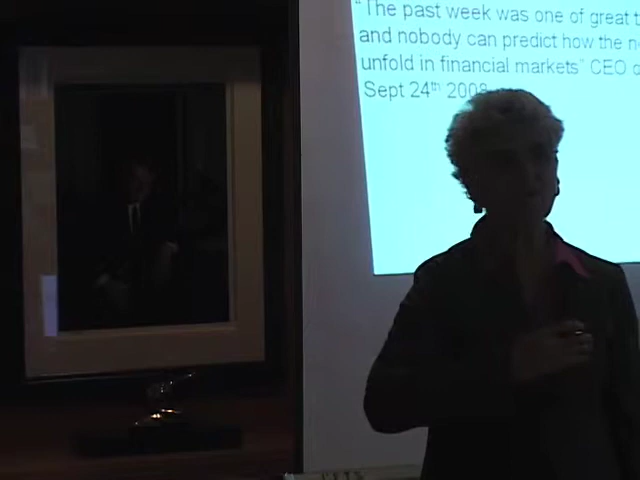 “The past week was one of great
and nobody can predict how the
unfold in financial markets” CEO
Sept 24th 2008